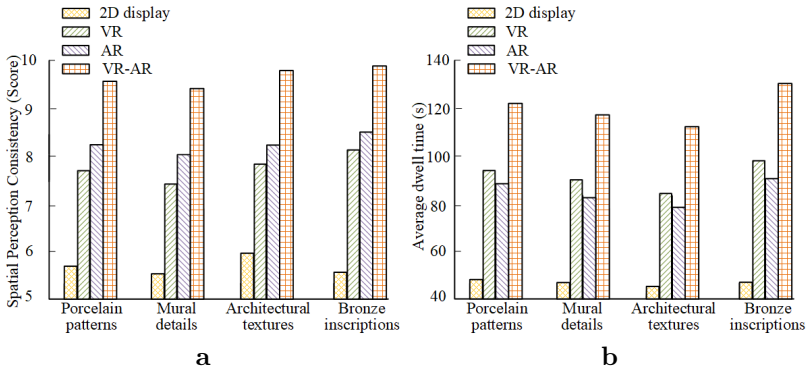 2D display
VR
AR
VR-AR
Spatial Perception Consistency (Score)
10
9
8
7
6
5
Porcelain patterns
Mural details
Architectural textures
Bronze inscriptions
a
2D display
VR
AR
VR-AR
Average dwell time (s)
140
120
100
80
60
40
Porcelain patterns
Mural details
Architectural textures
Bronze inscriptions
b